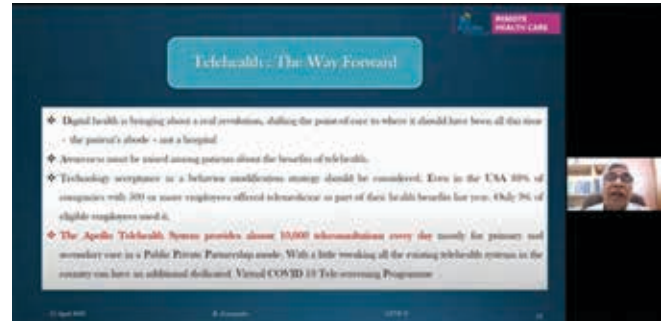 REMOTE
HEALTH CARE
Telehealth : The Way Forward
❖ Digital health is bringing about a real revolution, shifting the point of care to where it should have been all this time
- the patient's abode - not a hospital
❖ Awareness must be raised among patients about the benefits of telehealth.
❖ Technology acceptance as a behavior modification strategy should be considered. Even in the USA of
companies with 500 or more employees offered telemedicine as part of their health benefits last year. Only 9% of
eligible employees used it.
❖ The Apollo Telehealth System provides almost 10,000 teleconsultations every day mostly for primary and
secondary care in a Public Private Partnership mode. With a little tweaking all the existing telehealth systems in the
country can have an additional dedicated Virtual COVID 19 Tele-screening Programme
April